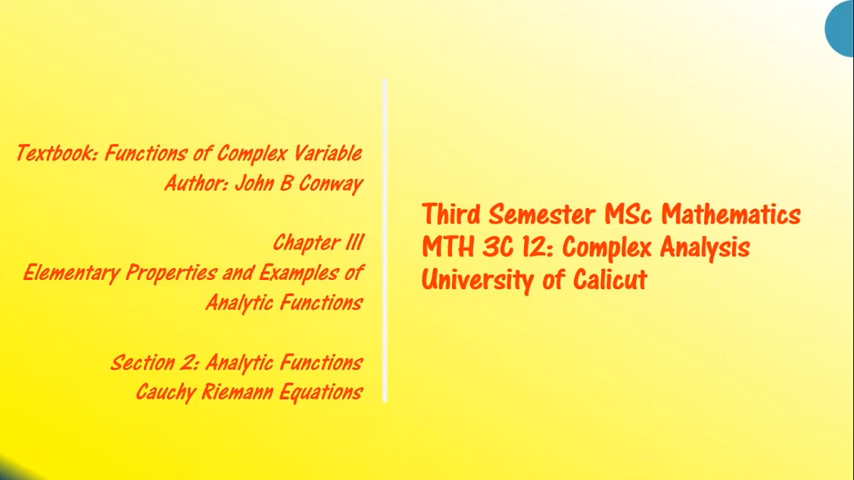 Textbook: Functions of Complex Variable
Author: John B Conway
Chapter III
Elementary Properties and Examples of
Analytic Functions
Section 2: Analytic Functions
Cauchy Riemann Equations
Third Semester MSc Mathematics
MTH 3C 12: Complex Analysis
University of Calicut